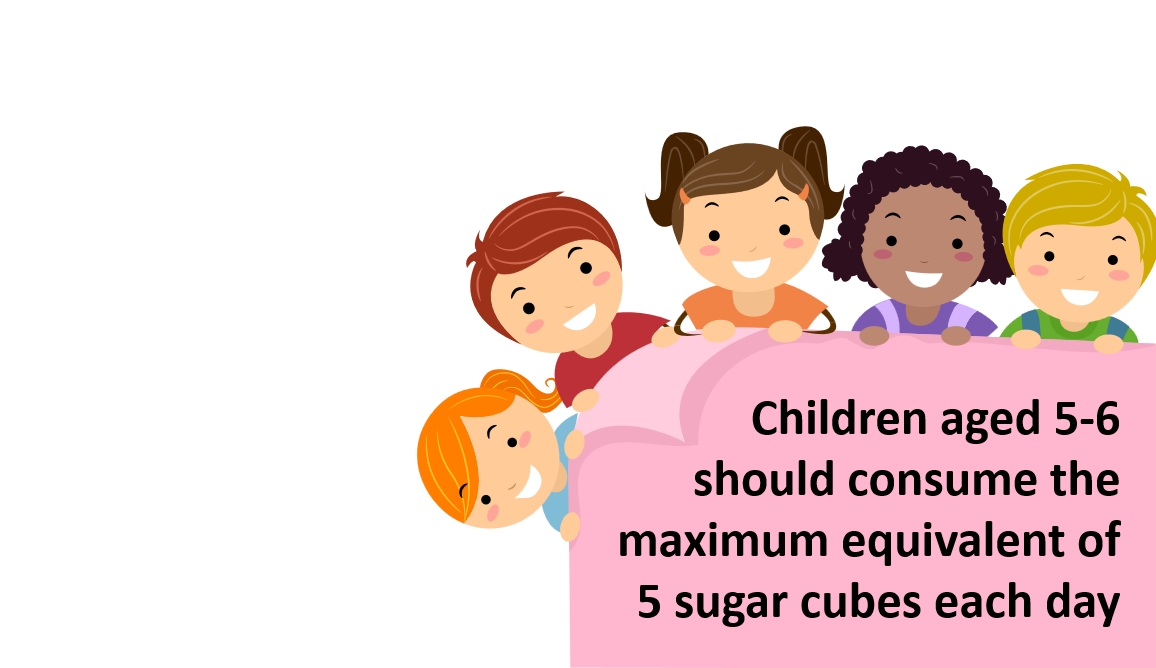 Children aged 5-6
should consume the
maximum equivalent of
5 sugar cubes each day